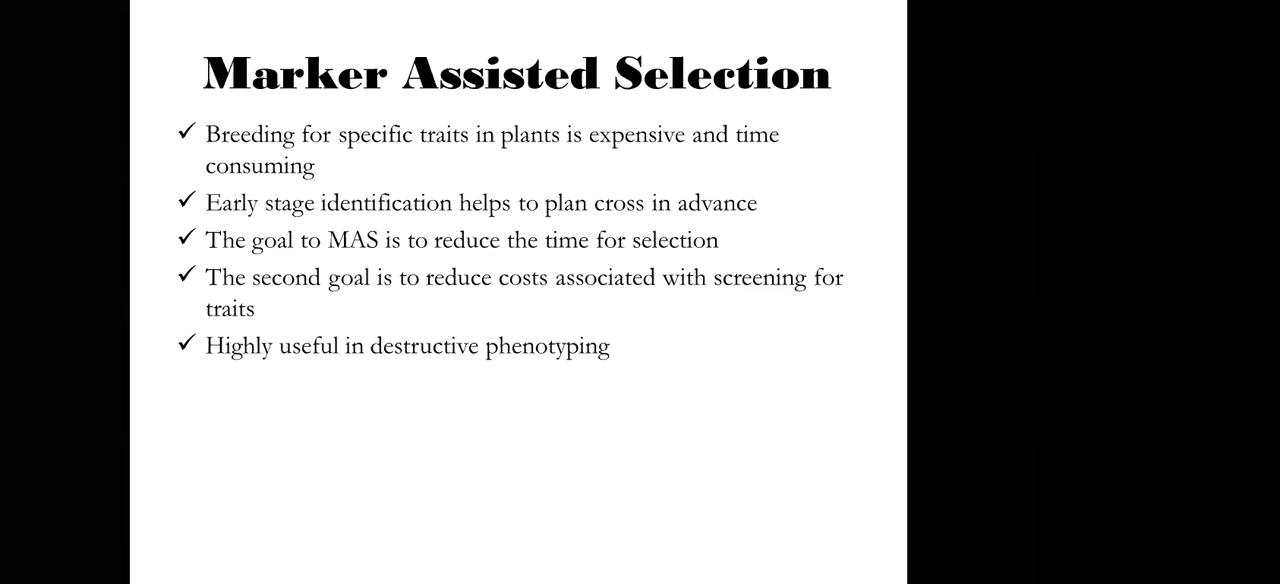 Marker Assisted Selection
✓ Breeding for specific traits in plants is expensive and time
consuming
✓ Early stage identification helps to plan cross in advance
✓ The goal to MAS is to reduce the time for selection
✓ The second goal is to reduce costs associated with screening for
traits
✓ Highly useful in destructive phenotyping